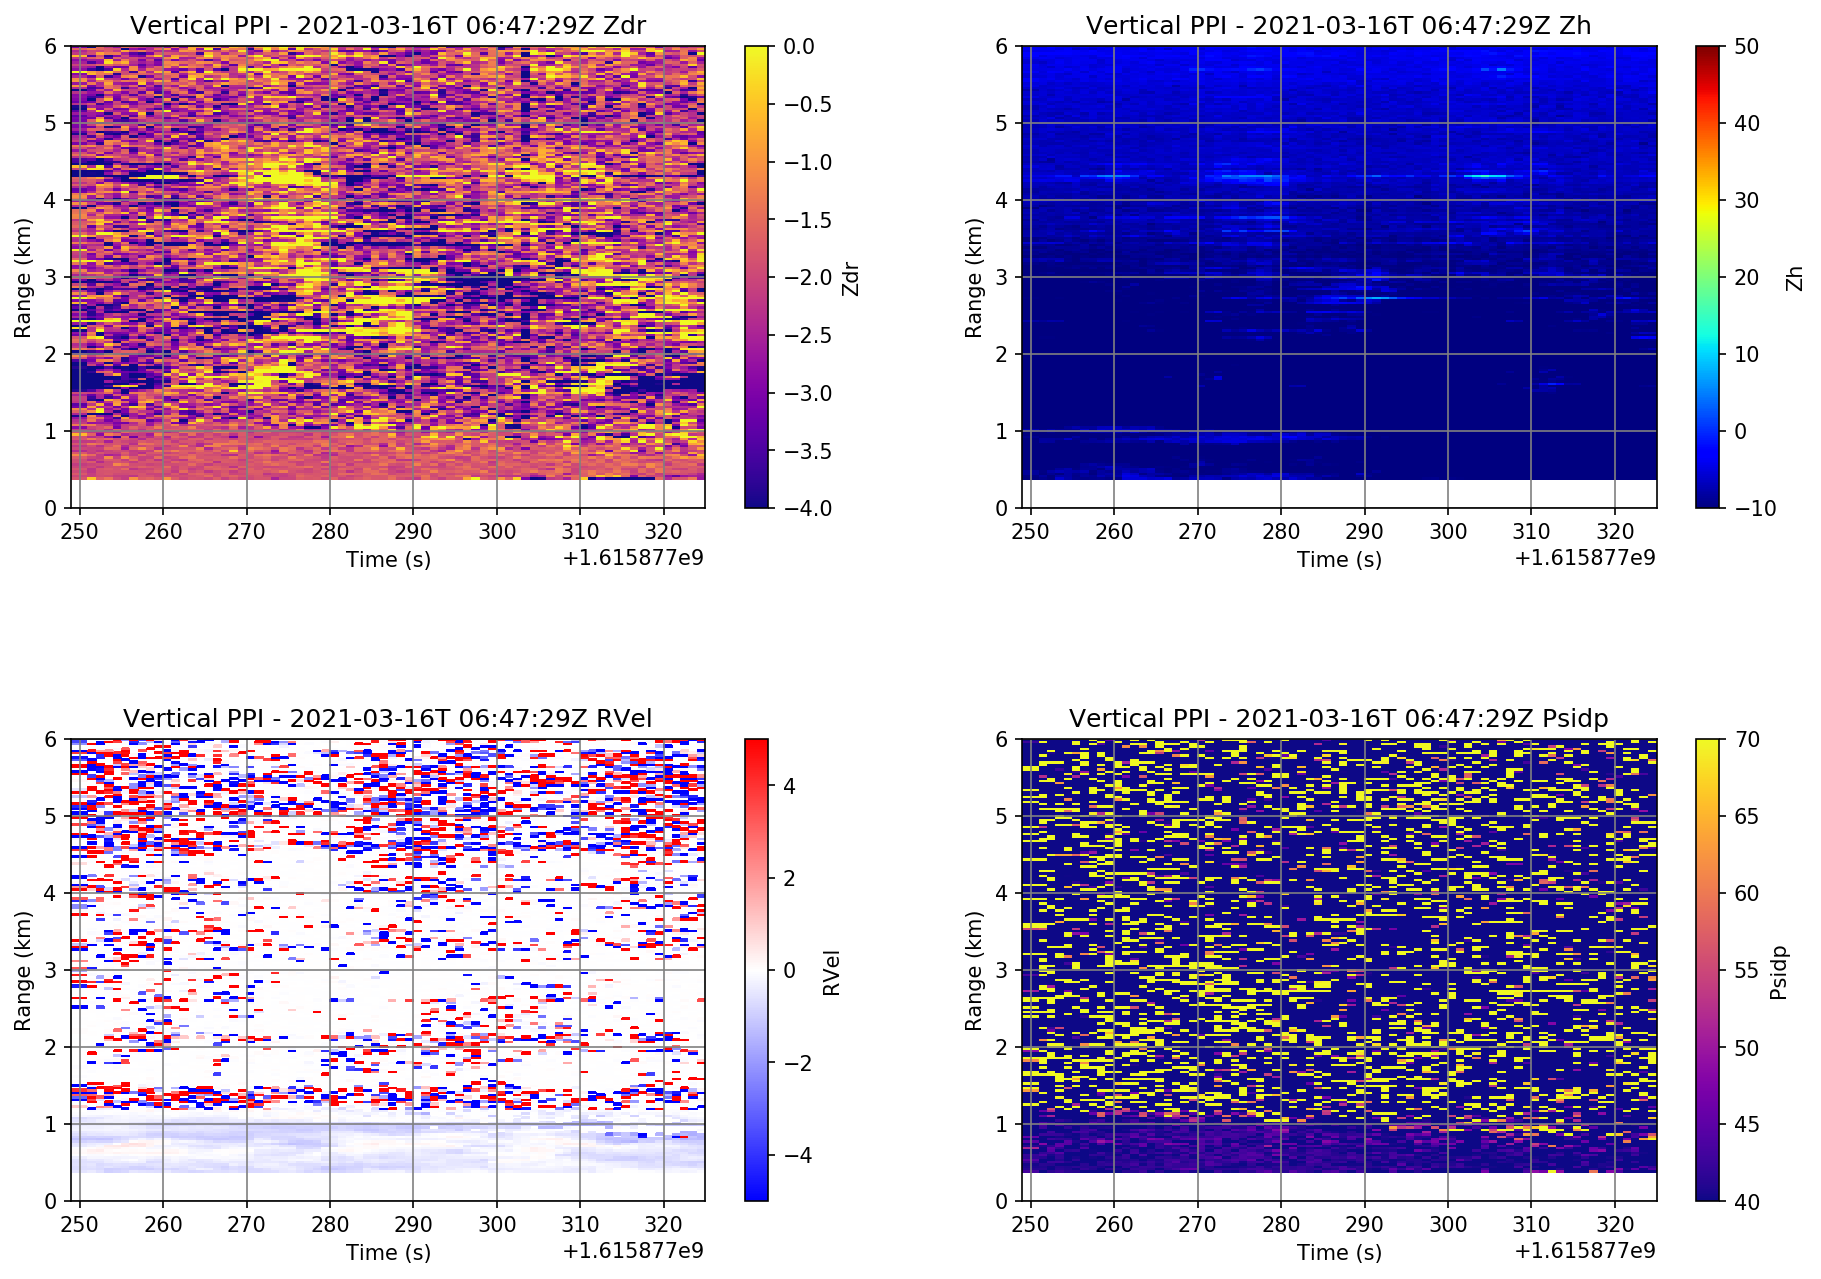 Vertical PPI - 2021-03-16T 06:47:29Z Zdr
6
5
4
3
2
1
0
Range (km)
250 260 270 280 290 300 310 320
Time (s)
+1.615877e9
0.0
−0.5
−1.0
−1.5
−2.0
−2.5
−3.0
−3.5
−4.0
Zdr
Vertical PPI - 2021-03-16T 06:47:29Z Zh
6
5
4
3
2
1
0
Range (km)
250 260 270 280 290 300 310 320
Time (s)
+1.615877e9
50
40
30
20
10
0
−10
Zh
Vertical PPI - 2021-03-16T 06:47:29Z RVel
6
5
4
3
2
1
0
Range (km)
250 260 270 280 290 300 310 320
Time (s)
+1.615877e9
4
2
0
−2
−4
RVel
Vertical PPI - 2021-03-16T 06:47:29Z Psidp
6
5
4
3
2
1
0
Range (km)
250 260 270 280 290 300 310 320
Time (s)
+1.615877e9
70
65
60
55
50
45
40
Psidp